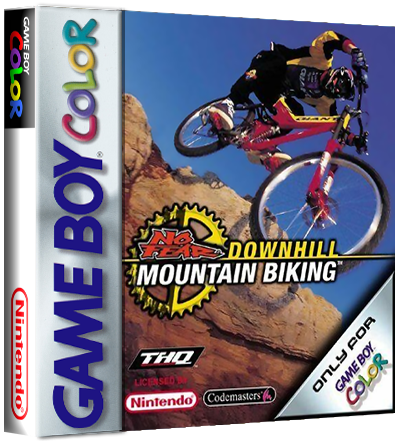 GAME BOY
COLOR
Nintendo
GAME BOY COLOR
GIANT
NO
FEAR
DOWNHILL
MOUNTAIN BIKING™
THQ
LICENSED BY
Nintendo
Codemasters
ONLY FOR
GAME BOY
COLOR